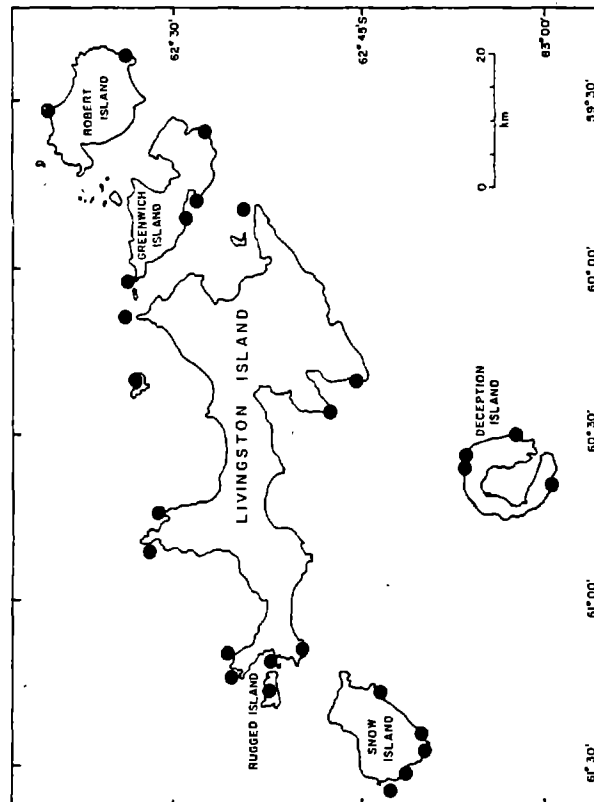 62° 30'
62° 45'S
63° 00'
ROBERT
ISLAND
GREENWICH
ISLAND
LIVINGSTON ISLAND
DECEPTION
ISLAND
RUGGED ISLAND
SNOW
ISLAND
0
20
km
59° 30'
60° 00'
60° 30'
61° 00'
61° 30'